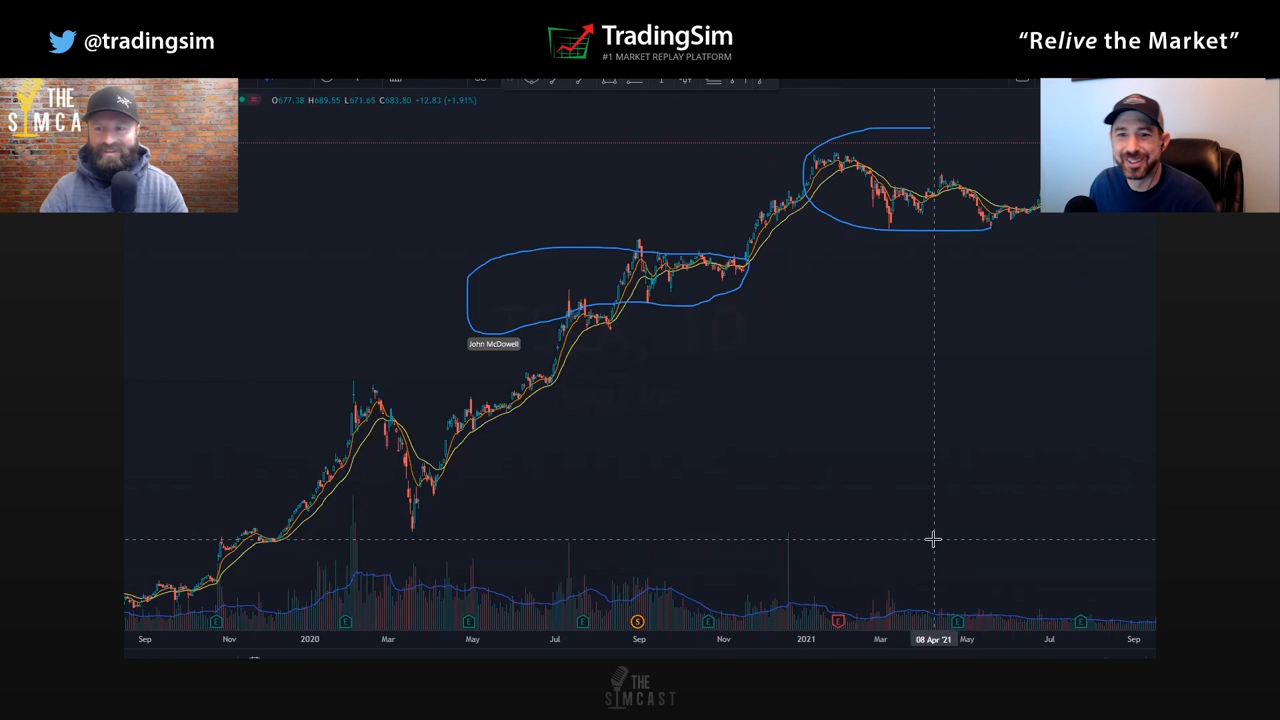 @tradingsim
TradingSim
#1 MARKET REPLAY PLATFORM
“Relive the Market”
THE
SIMCA
O677.38 H689.55 L671.65 C683.80 +12.83 (+1.91%)
TSLA, 1D
John McDowell
E E E E S E E E E
Sep Nov 2020 Mar May Jul Sep Nov 2021 Mar 08 Apr '21 May Jul Sep
THE
SIMCAST